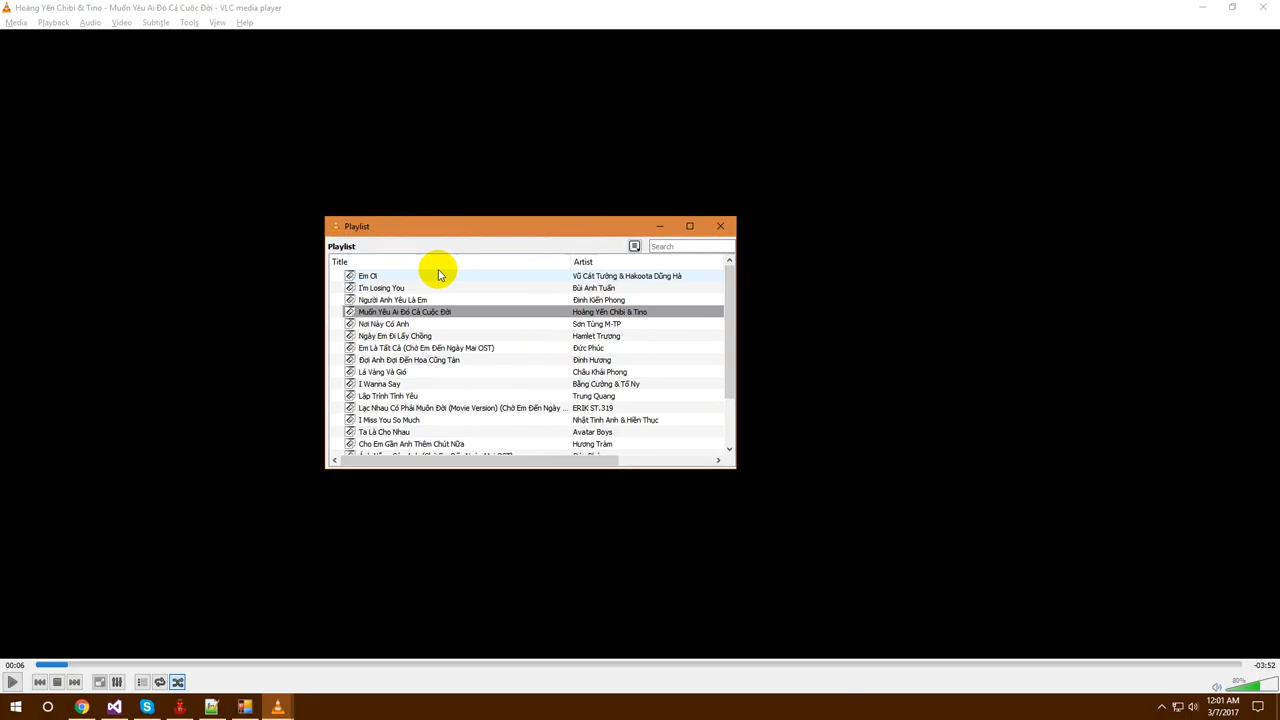 Hoàng Yến Chibi & Tino - Muốn Yêu Ai Đó Cả Cuộc Đời - VLC media player
Media Playback Audio Video Subtitle Tools View Help
Playlist
Playlist Search
Title Artist
Em Ơi Vũ Cát Tường & Hakoota Dũng Hà
I'm Losing You Bùi Anh Tuấn
Người Anh Yêu Là Em Đinh Kiến Phong
Muốn Yêu Ai Đó Cả Cuộc Đời Hoàng Yến Chibi & Tino
Nơi Này Có Anh Sơn Tùng M-TP
Ngày Em Đi Lấy Chồng Hamlet Trương
Em Là Tất Cả (Chờ Em Đến Ngày Mai OST) Đức Phúc
Đợi Anh Đợi Đến Hoa Cũng Tàn Đinh Hương
Lá Vàng Và Gió Châu Khải Phong
I Wanna Say Bằng Cường & Tố Ny
Lập Trình Tình Yêu Trung Quang
Lạc Nhau Có Phải Muôn Đời (Movie Version) (Chờ Em Đến Ngày ... ERIK ST.319
I Miss You So Much Nhật Tinh Anh & Hiền Thục
Ta Là Cho Nhau Avatar Boys
Cho Em Gần Anh Thêm Chút Nữa Hương Tràm
00:06 -03:52
80%
12:01 AM
3/7/2017